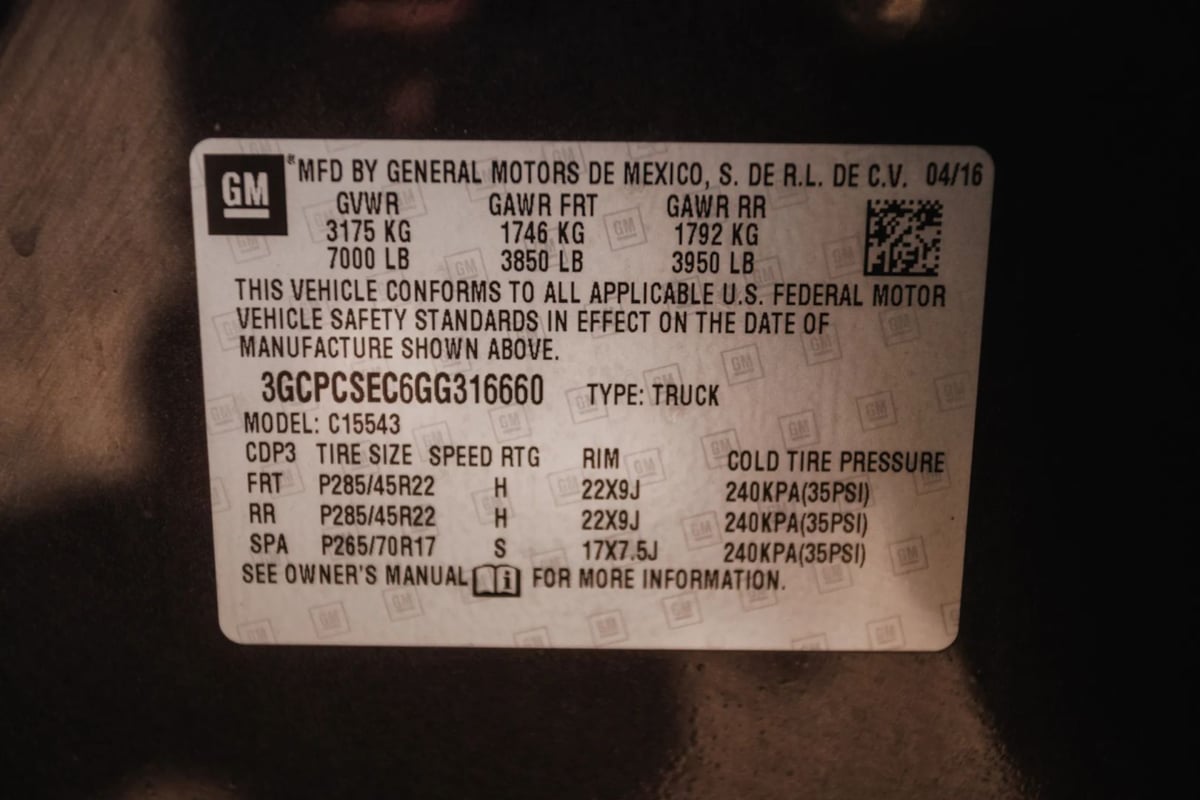 GM ® MFD BY GENERAL MOTORS DE MEXICO, S. DE R.L. DE C.V. 04/16
GVWR GAWR FRT GAWR RR
3175 KG 1746 KG 1792 KG
7000 LB 3850 LB 3950 LB
THIS VEHICLE CONFORMS TO ALL APPLICABLE U.S. FEDERAL MOTOR
VEHICLE SAFETY STANDARDS IN EFFECT ON THE DATE OF
MANUFACTURE SHOWN ABOVE.
3GCPCSEC6GG316660 TYPE: TRUCK
MODEL: C15543
CDP3 TIRE SIZE SPEED RTG RIM COLD TIRE PRESSURE
FRT P285/45R22 H 22X9J 240KPA(35PSI)
RR P285/45R22 H 22X9J 240KPA(35PSI)
SPA P265/70R17 S 17X7.5J 240KPA(35PSI)
SEE OWNER'S MANUAL i FOR MORE INFORMATION.